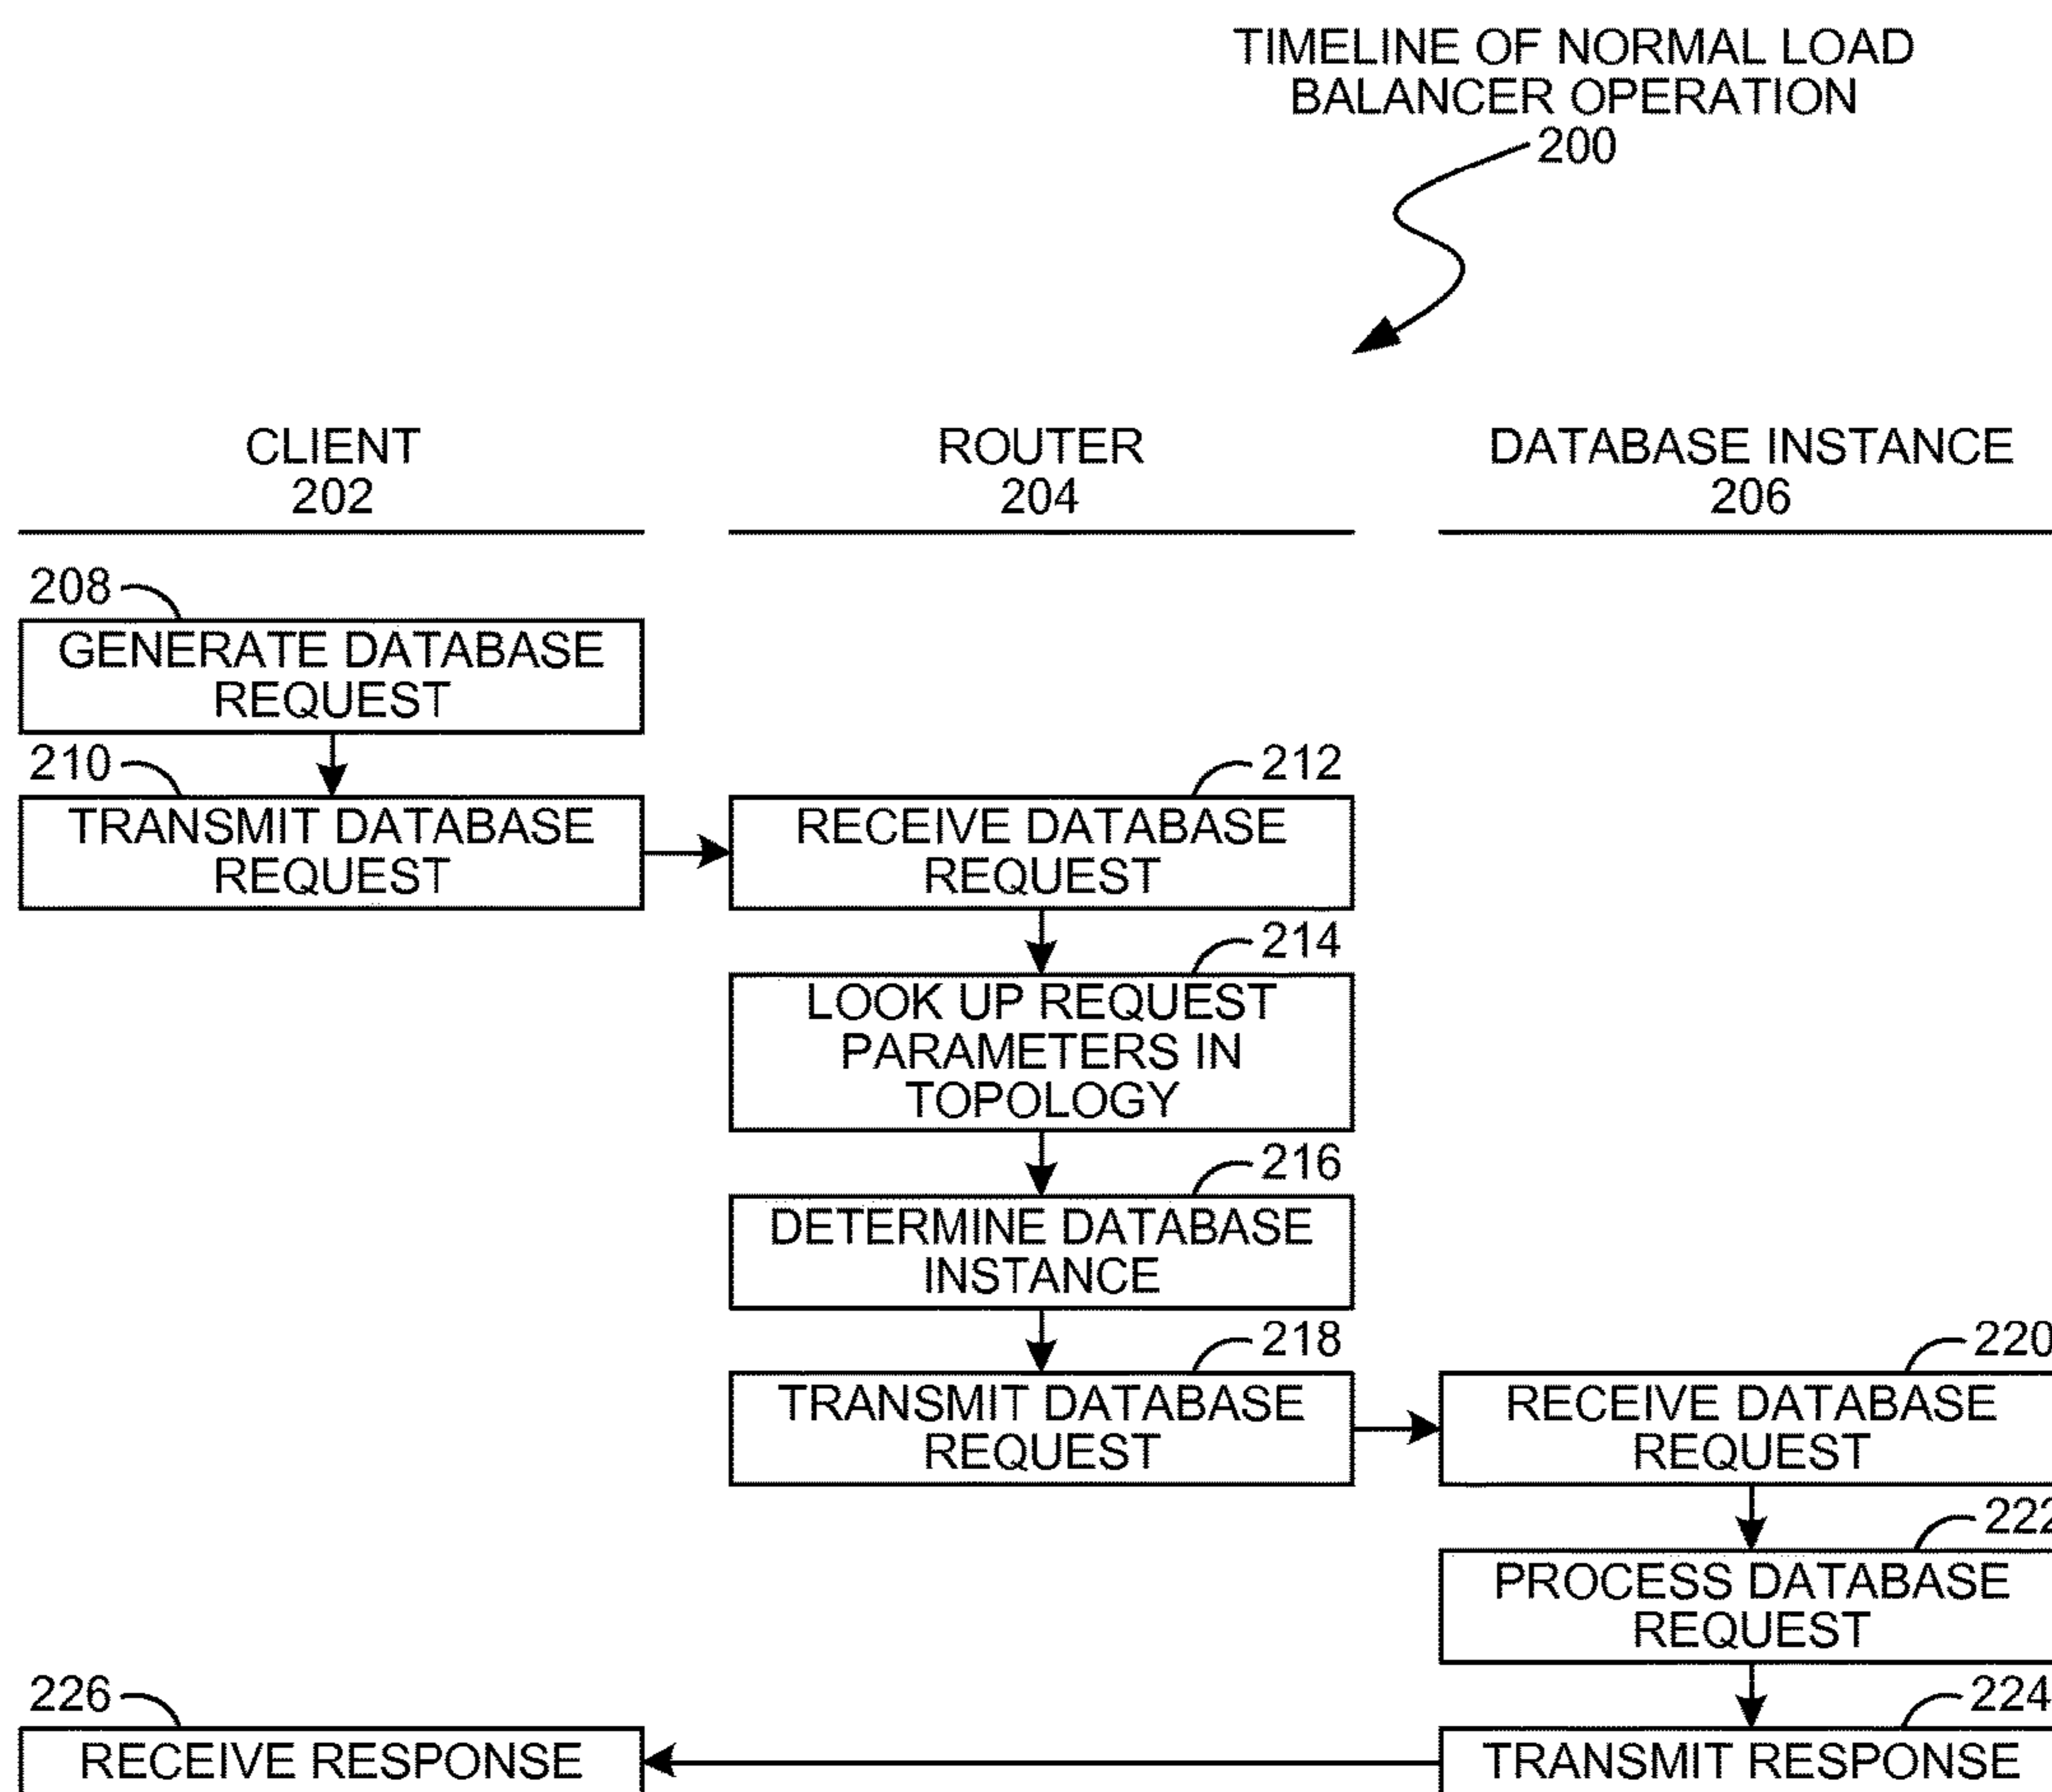 TIMELINE OF NORMAL LOAD
BALANCER OPERATION
200
CLIENT
202
ROUTER
204
DATABASE INSTANCE
206
208
GENERATE DATABASE
REQUEST
210
TRANSMIT DATABASE
REQUEST
212
RECEIVE DATABASE
REQUEST
214
LOOK UP REQUEST
PARAMETERS IN
TOPOLOGY
216
DETERMINE DATABASE
INSTANCE
218
TRANSMIT DATABASE
REQUEST
220
RECEIVE DATABASE
REQUEST
222
PROCESS DATABASE
REQUEST
224
TRANSMIT RESPONSE
226
RECEIVE RESPONSE